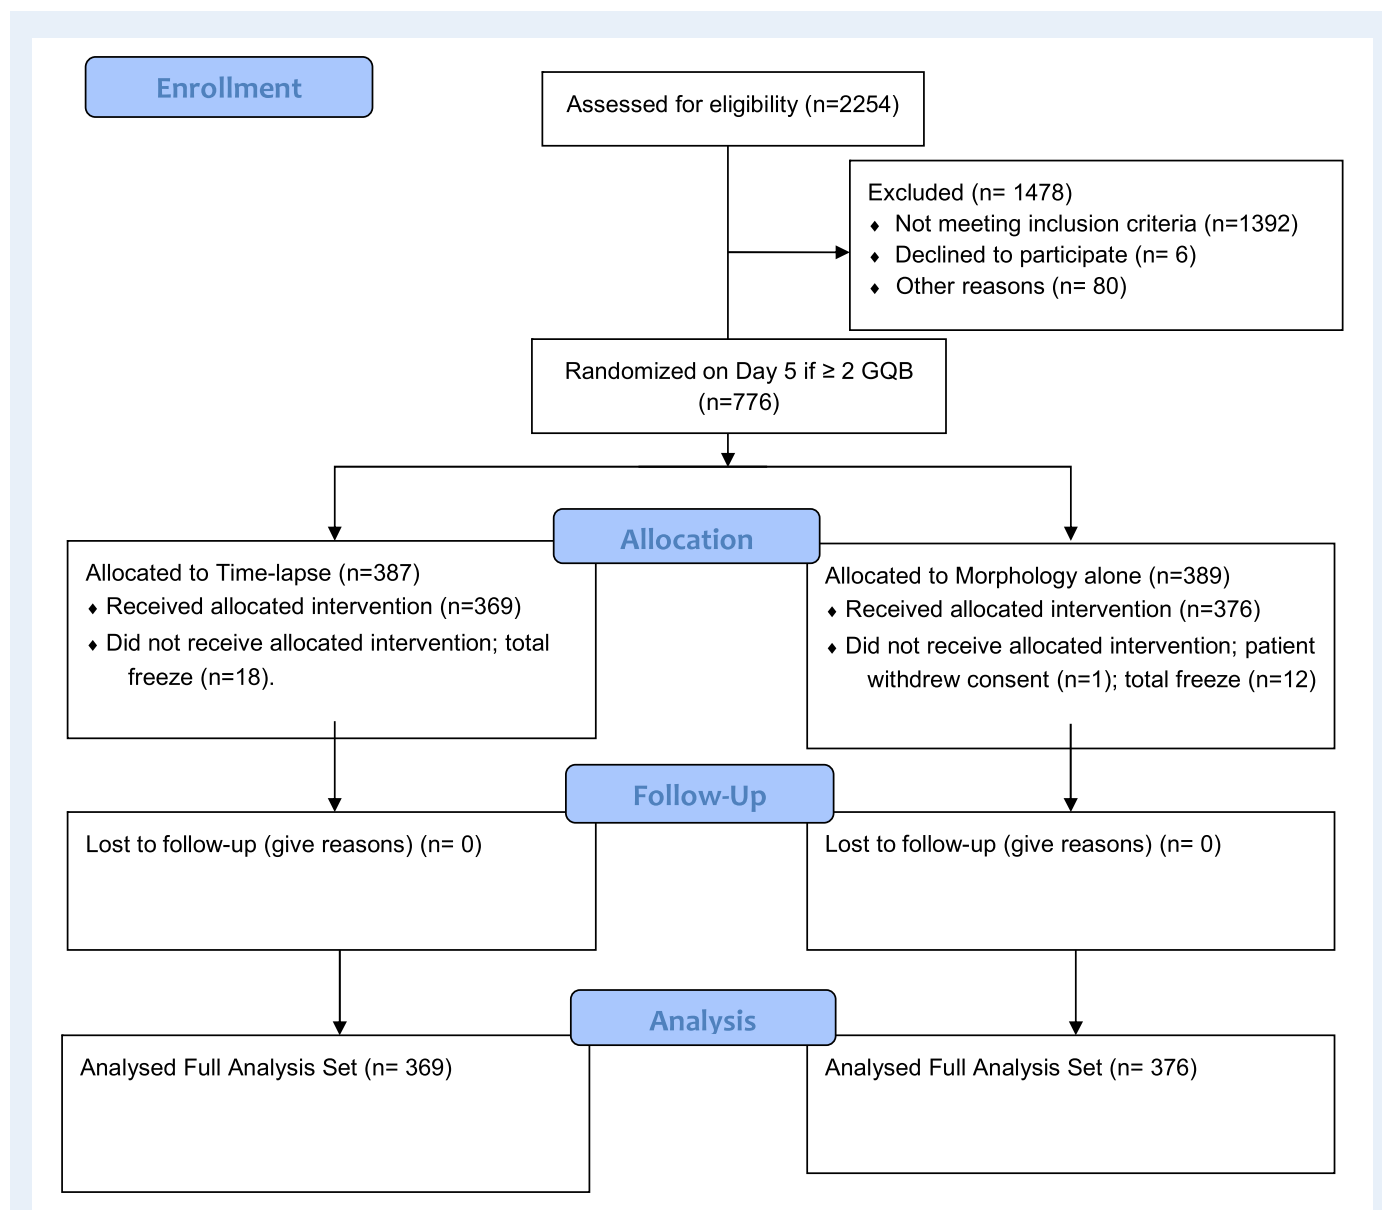 Enrollment
Assessed for eligibility (n=2254)
Excluded (n= 1478)
♦ Not meeting inclusion criteria (n=1392)
♦ Declined to participate (n= 6)
♦ Other reasons (n= 80)
Randomized on Day 5 if ≥ 2 GQB
(n=776)
Allocation
Allocated to Time-lapse (n=387)
♦ Received allocated intervention (n=369)
♦ Did not receive allocated intervention; total
freeze (n=18).
Allocated to Morphology alone (n=389)
♦ Received allocated intervention (n=376)
♦ Did not receive allocated intervention; patient
withdrew consent (n=1); total freeze (n=12)
Follow-Up
Lost to follow-up (give reasons) (n= 0)
Lost to follow-up (give reasons) (n= 0)
Analysis
Analysed Full Analysis Set (n= 369)
Analysed Full Analysis Set (n= 376)